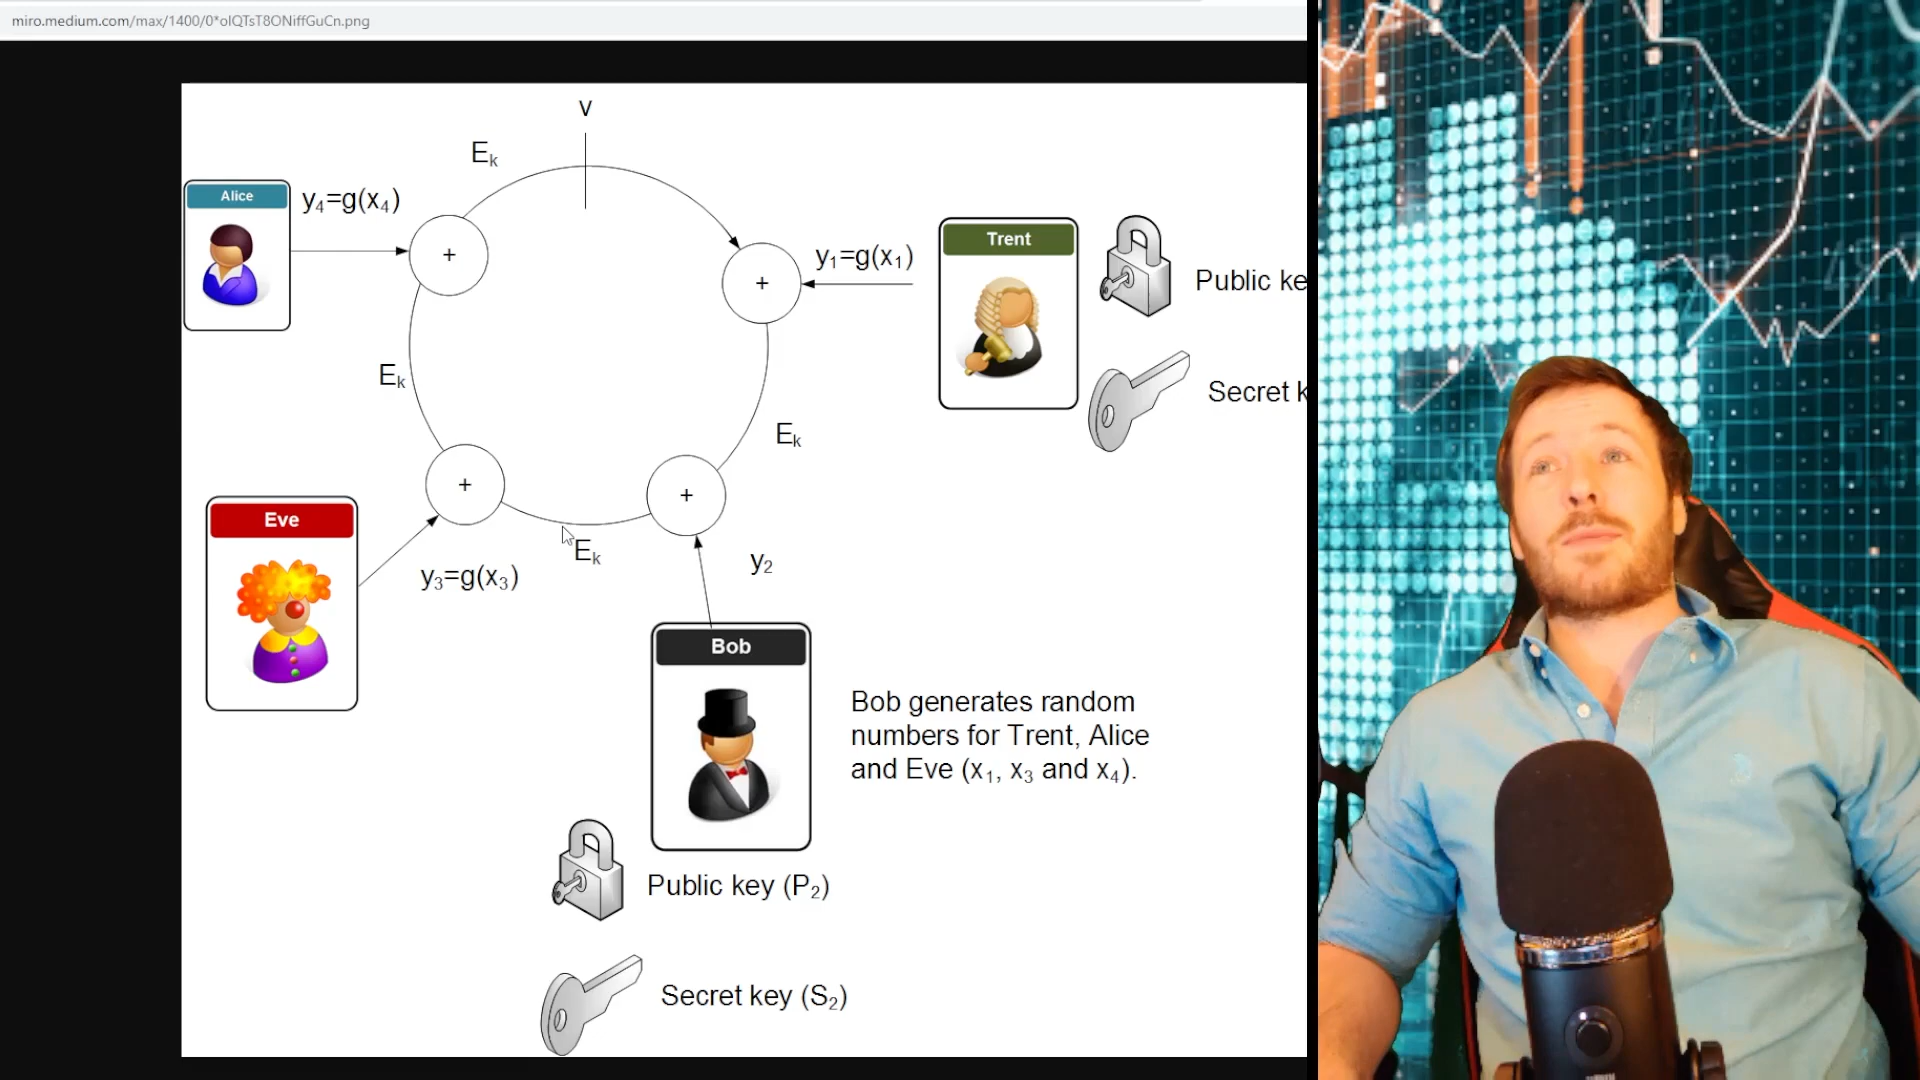 miro.medium.com/max/1400/0*olQTsT8ONiffGuCn.png
v
Eₖ
Alice
y₄=g(x₄)
+
Trent
y₁=g(x₁)
+
Public ke
Eₖ
Secret k
Eₖ
+
+
Eve
Eₖ
y₂
y₃=g(x₃)
Bob
Bob generates random
numbers for Trent, Alice
and Eve (x₁, x₃ and x₄).
Public key (P₂)
Secret key (S₂)